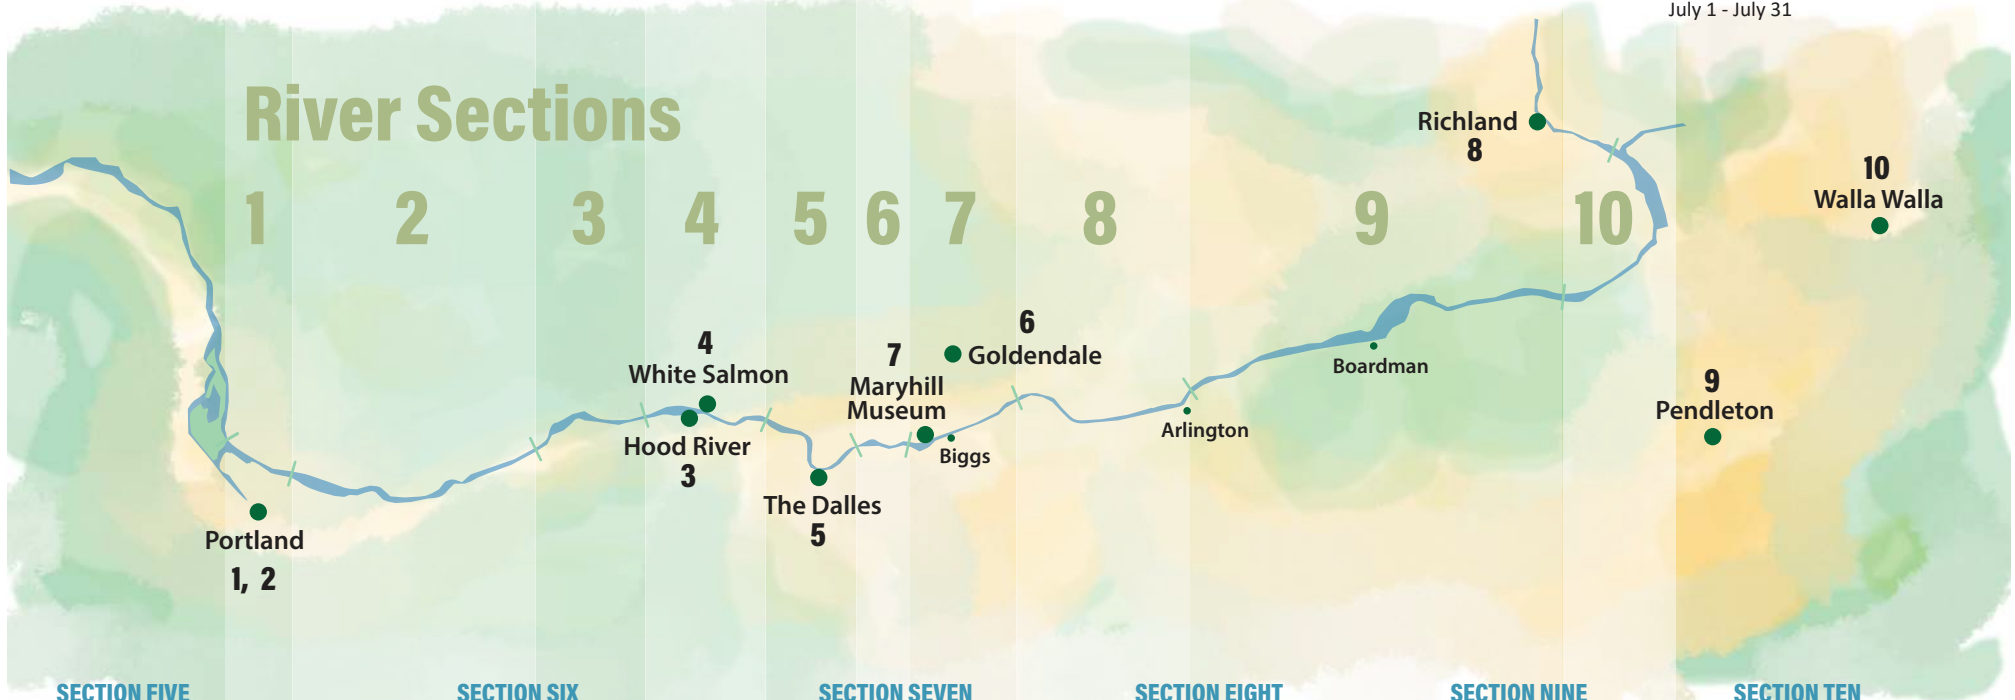 July 1 - July 31
River Sections
1
2
3
4
5
6
7
8
9
10
Richland
8
10
Walla Walla
6
Goldendale
4
White Salmon
7
Maryhill
Museum
Boardman
9
Pendleton
Arlington
Hood River
3
Biggs
The Dalles
5
Portland
1, 2
SECTION FIVE
SECTION SIX
SECTION SEVEN
SECTION EIGHT
SECTION NINE
SECTION TEN